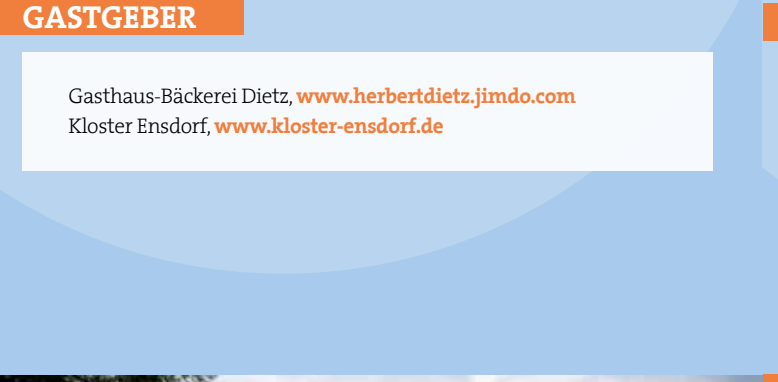 GASTGEBER
Gasthaus-Bäckerei Dietz, www.herbertdietz.jimdo.com
Kloster Ensdorf, www.kloster-ensdorf.de